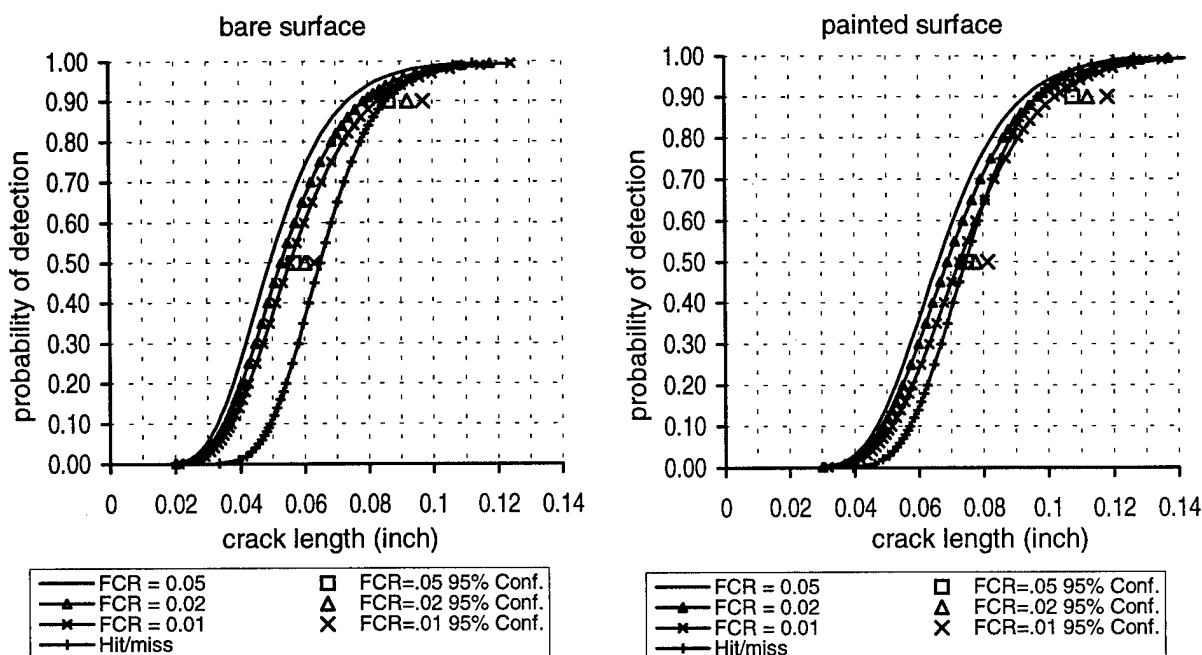 bare surface
1.00
0.90
0.80
0.70
0.60
0.50
0.40
0.30
0.20
0.10
0.00
probability of detection
0 0.02 0.04 0.06 0.08 0.1 0.12 0.14
crack length (inch)
FCR = 0.05 FCR=.05 95% Conf.
FCR = 0.02 FCR=.02 95% Conf.
FCR = 0.01 FCR=.01 95% Conf.
Hit/miss
painted surface
1.00
0.90
0.80
0.70
0.60
0.50
0.40
0.30
0.20
0.10
0.00
probability of detection
0 0.02 0.04 0.06 0.08 0.1 0.12 0.14
crack length (inch)
FCR = 0.05 FCR=.05 95% Conf.
FCR = 0.02 FCR=.02 95% Conf.
FCR = 0.01 FCR=.01 95% Conf.
Hit/miss